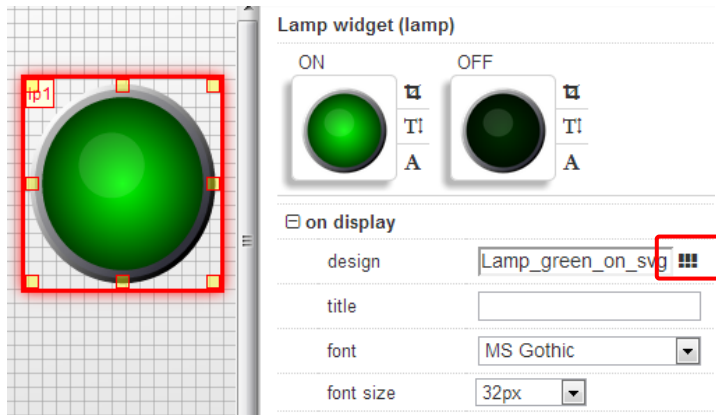 Lamp widget (lamp)
ON OFF
lp1
T
A
T
A
on display
design Lamp_green_on_svg
title
font MS Gothic
font size 32px